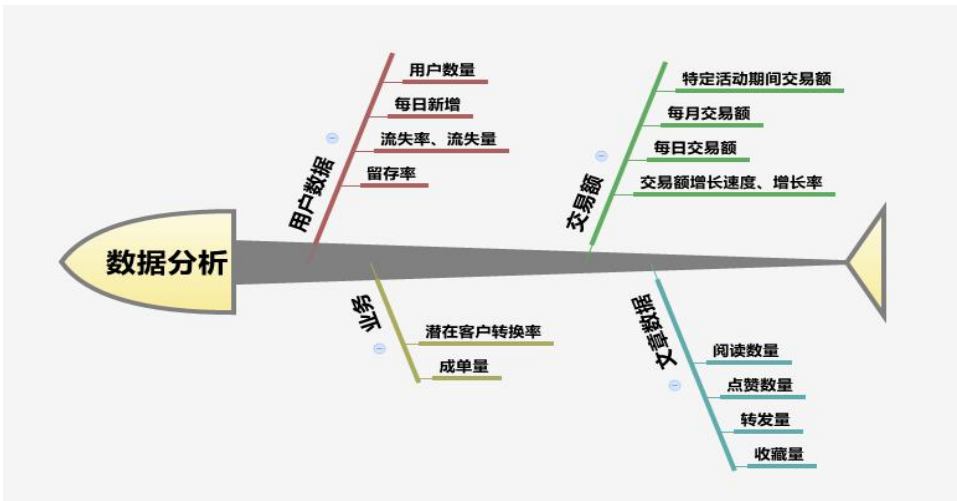 数据分析
用户数据
用户数量
每日新增
流失率、流失量
留存率
交易额
特定活动期间交易额
每月交易额
每日交易额
交易额增长速度、增长率
业务
潜在客户转换率
成单量
文章数据
阅读数量
点赞数量
转发量
收藏量